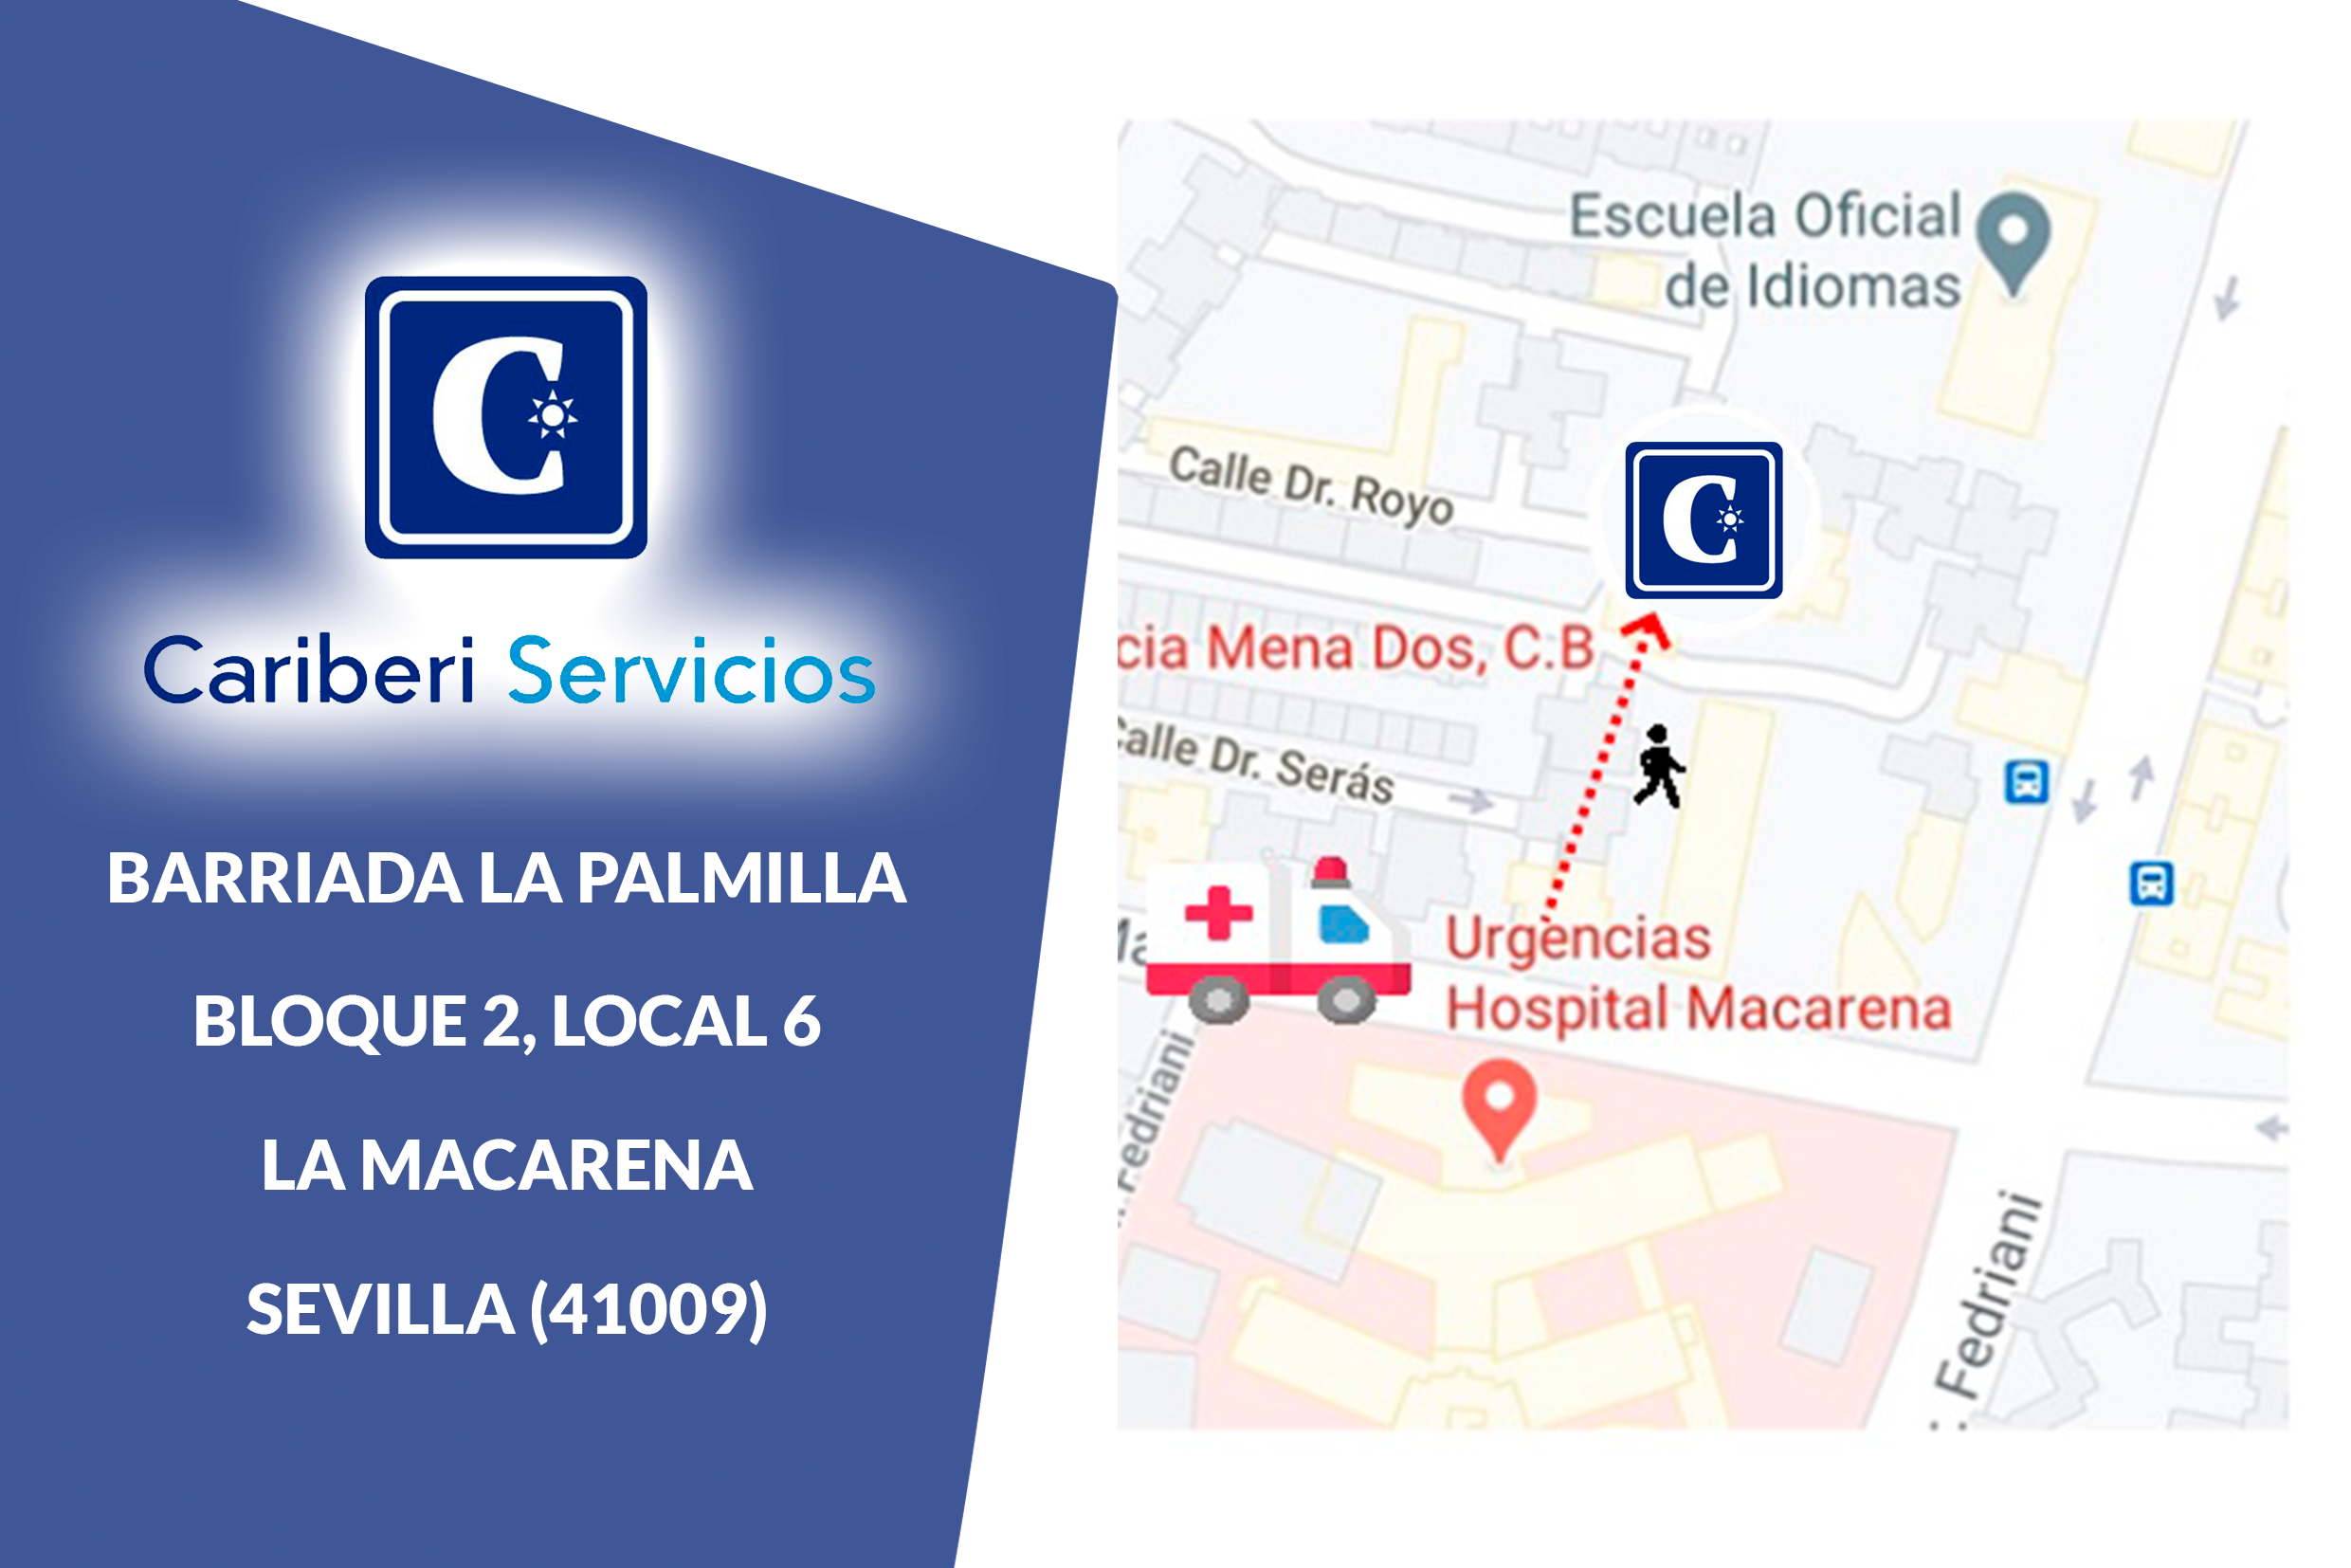 C
Cariberi Servicios
BARRIADA LA PALMILLA
BLOQUE 2, LOCAL 6
LA MACARENA
SEVILLA (41009)
Escuela Oficial
de Idiomas
C
Calle Dr. Royo
cia Mena Dos, C.B
Calle Dr. Serás
Urgencias
Hospital Macarena
Fedriani
Fedriani